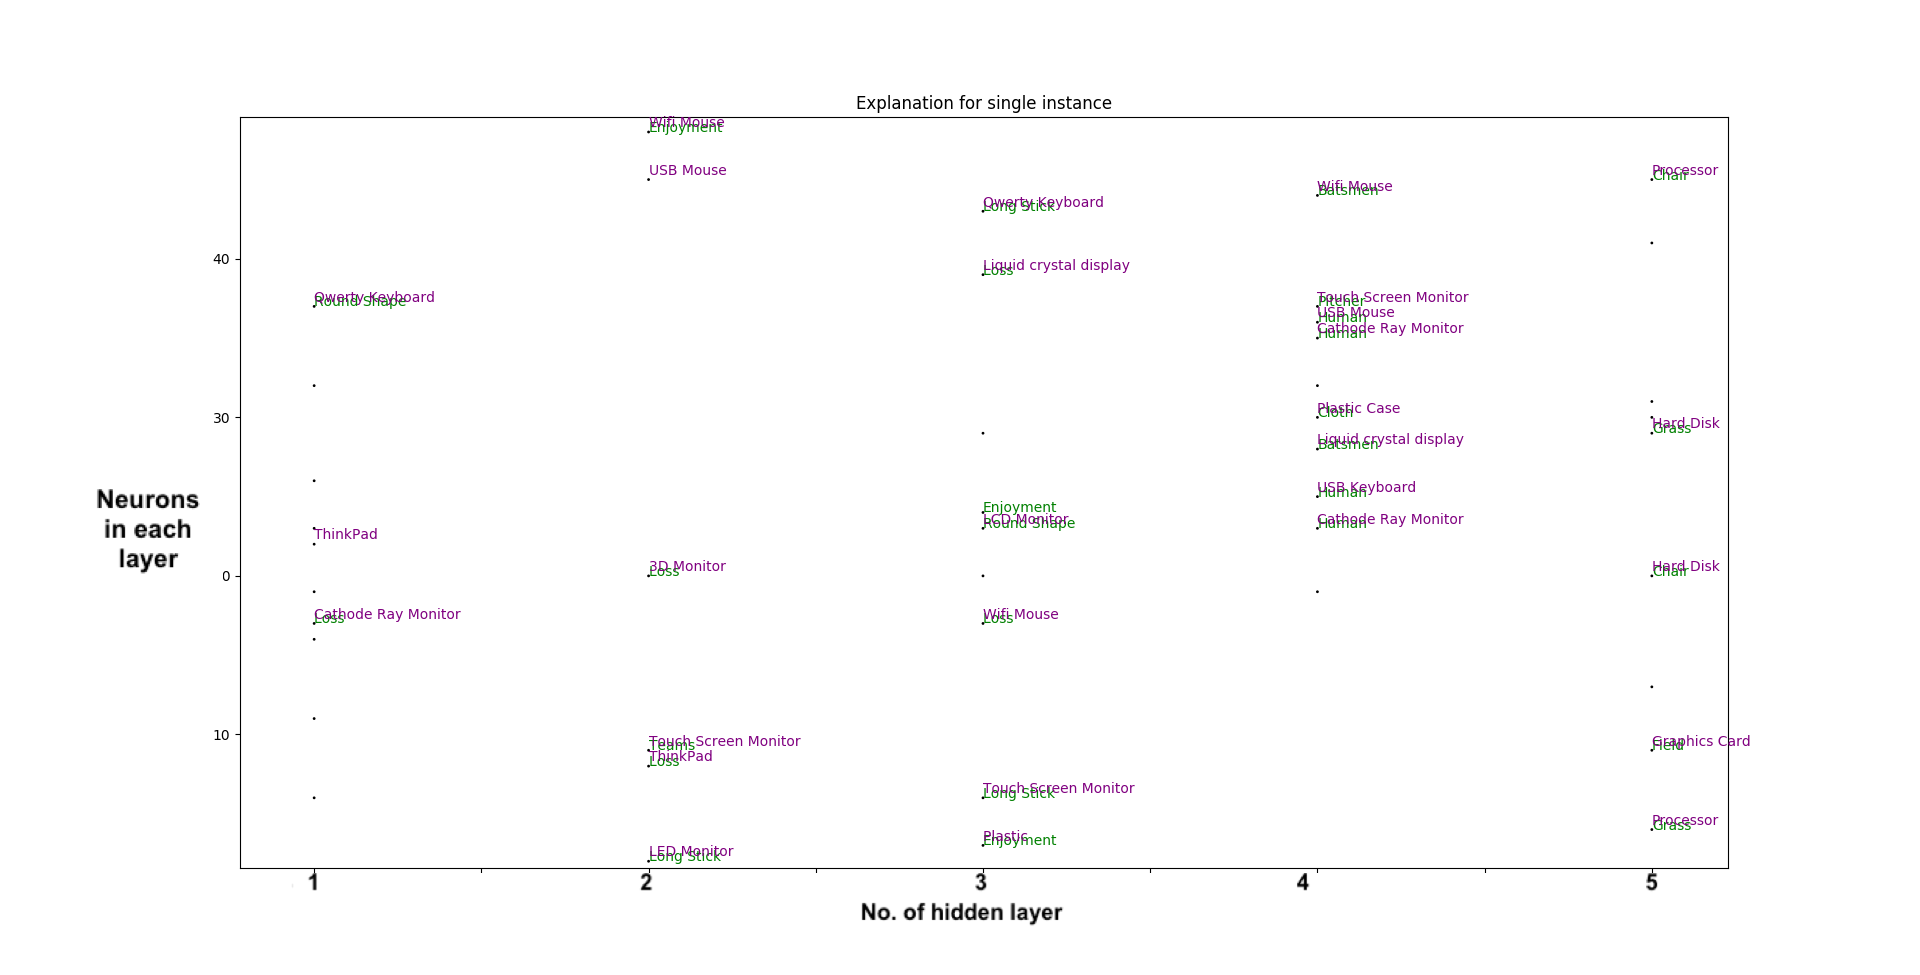 Explanation for single instance
Wifi Mouse
Enjoyment
USB Mouse
Processor
Chair
Wifi Mouse
Batsmen
Qwerty Keyboard
Long Stick
40
Liquid crystal display
Loss
Qwerty Keyboard
Round Shape
Touch Screen Monitor
Pitcher
USB Mouse
Human
Cathode Ray Monitor
Human
30
Plastic Case
Cloth
Hard Disk
Grass
Liquid crystal display
Batsmen
USB Keyboard
Human
Neurons
in each
layer
Enjoyment
LCD Monitor
Round Shape
Cathode Ray Monitor
Human
ThinkPad
0
3D Monitor
Loss
Hard Disk
Chair
Cathode Ray Monitor
Loss
Wifi Mouse
Loss
10
Touch Screen Monitor
Teams
ThinkPad
Loss
Graphics Card
Field
Touch Screen Monitor
Long Stick
Plastic
Enjoyment
Processor
Grass
LED Monitor
Long Stick
1 2 3 4 5
No. of hidden layer